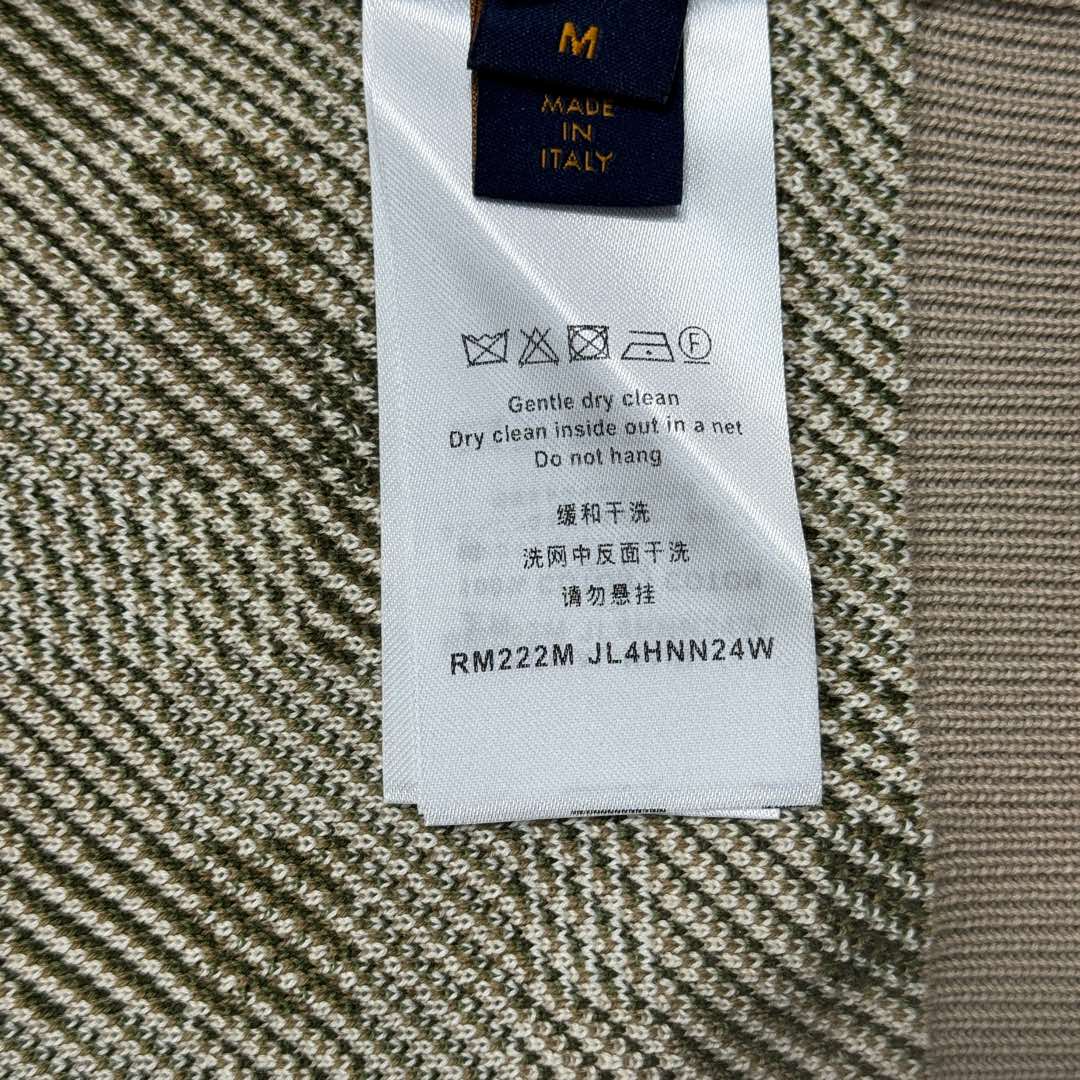 M
MADE
IN
ITALY
F
Gentle dry clean
Dry clean inside out in a net
Do not hang
缓和干洗
洗网中反面干洗
请勿悬挂
RM222M JL4HNN24W